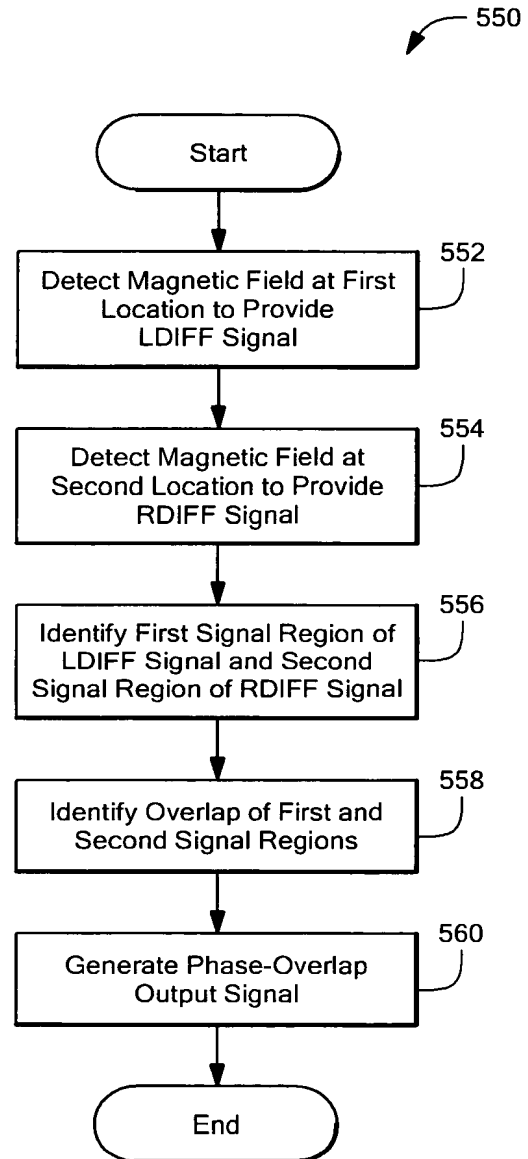 550
Start
552
Detect Magnetic Field at First
Location to Provide
LDIFF Signal
554
Detect Magnetic Field at
Second Location to Provide
RDIFF Signal
556
Identify First Signal Region of
LDIFF Signal and Second
Signal Region of RDIFF Signal
558
Identify Overlap of First and
Second Signal Regions
560
Generate Phase-Overlap
Output Signal
End